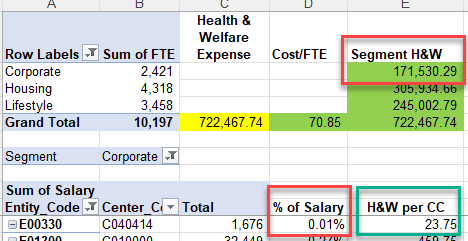 A B C D E
Row Labels Sum of FTE Health & Welfare Expense Cost/FTE Segment H&W
Corporate 2,421 171,530.29
Housing 4,318 305,934.66
Lifestyle 3,458 245,002.79
Grand Total 10,197 722,467.74 70.85 722,467.74
Segment Corporate
Sum of Salary
Entity_Code Center_Co Total % of Salary H&W per CC
E00330 C040414 1,676 0.01% 23.75